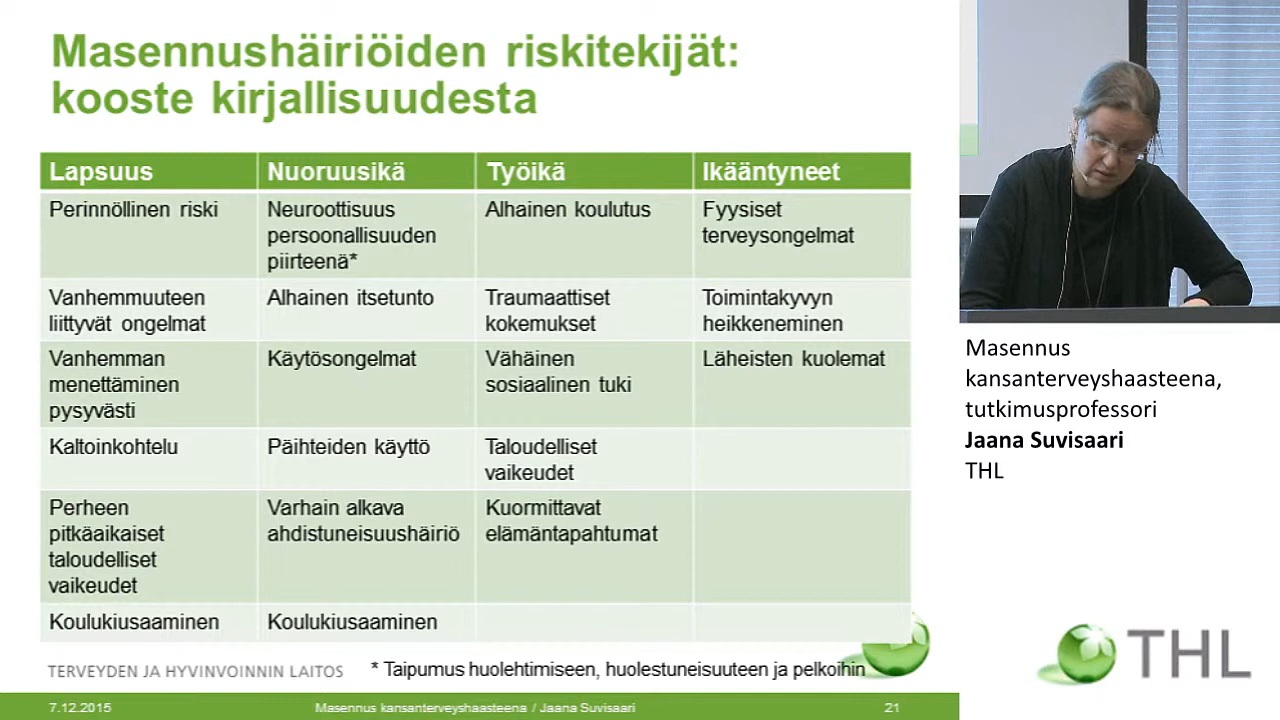 Masennushäiriöiden riskitekijät:
kooste kirjallisuudesta
Lapsuus Nuoruusikä Työikä Ikääntyneet
Perinnöllinen riski
Neuroottisuus
persoonallisuuden
piirteenä*
Alhainen koulutus
Fyysiset
terveysongelmat
Vanhemmuuteen
liittyvät ongelmat
Alhainen itsetunto
Traumaattiset
kokemukset
Toimintakyvyn
heikkeneminen
Vanhemman
menettäminen
pysyvästi
Käytösongelmat
Vähäinen
sosiaalinen tuki
Läheisten kuolemat
Kaltoinkohtelu
Päihteiden käyttö
Taloudelliset
vaikeudet
Perheen
pitkäaikaiset
taloudelliset
vaikeudet
Varhain alkava
ahdistuneisuushäiriö
Kuormittavat
elämäntapahtumat
Koulukiusaaminen
Koulukiusaaminen
TERVEYDEN JA HYVINVOINNIN LAITOS
* Taipumus huolehtimiseen, huolestuneisuuteen ja pelkoihin
7.12.2015 Masennus kansanterveyshaasteena / Jaana Suvisaari 21
Masennus
kansanterveyshaasteena,
tutkimusprofessori
Jaana Suvisaari
THL
THL